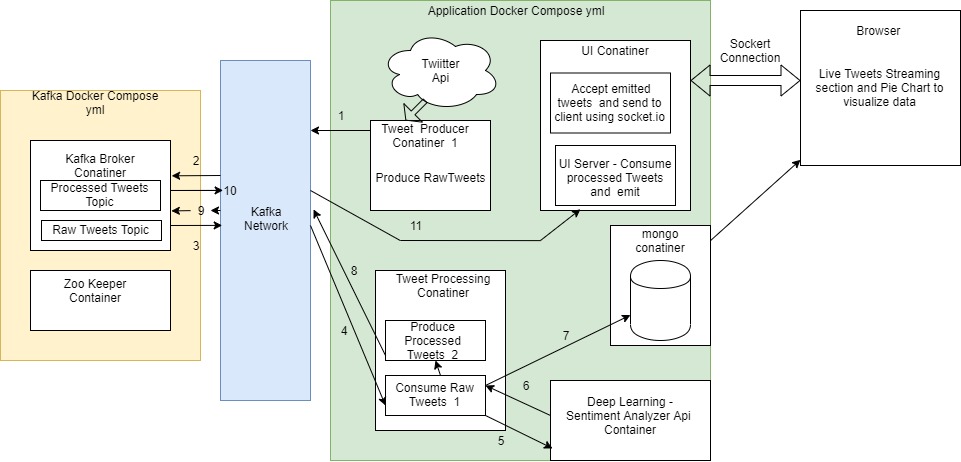 Application Docker Compose yml
Kafka Docker Compose
yml
Kafka Broker
Conatiner
Processed Tweets
Topic
Raw Tweets Topic
Zoo Keeper
Container
2
10
9
3
Kafka
Network
1
Twiitter
Api
Tweet  Producer
Conatiner  1
Produce RawTweets
UI Conatiner
Accept emitted
tweets  and send to
client using socket.io
UI Server - Consume
processed Tweets
and  emit
Sockert
Connection
Browser
Live Tweets Streaming
section and Pie Chart to
visualize data
11
mongo
conatiner
8
4
Tweet Processing
Conatiner
Produce
Processed
Tweets  2
Consume Raw
Tweets  1
7
6
5
Deep Learning -
Sentiment Analyzer Api
Container